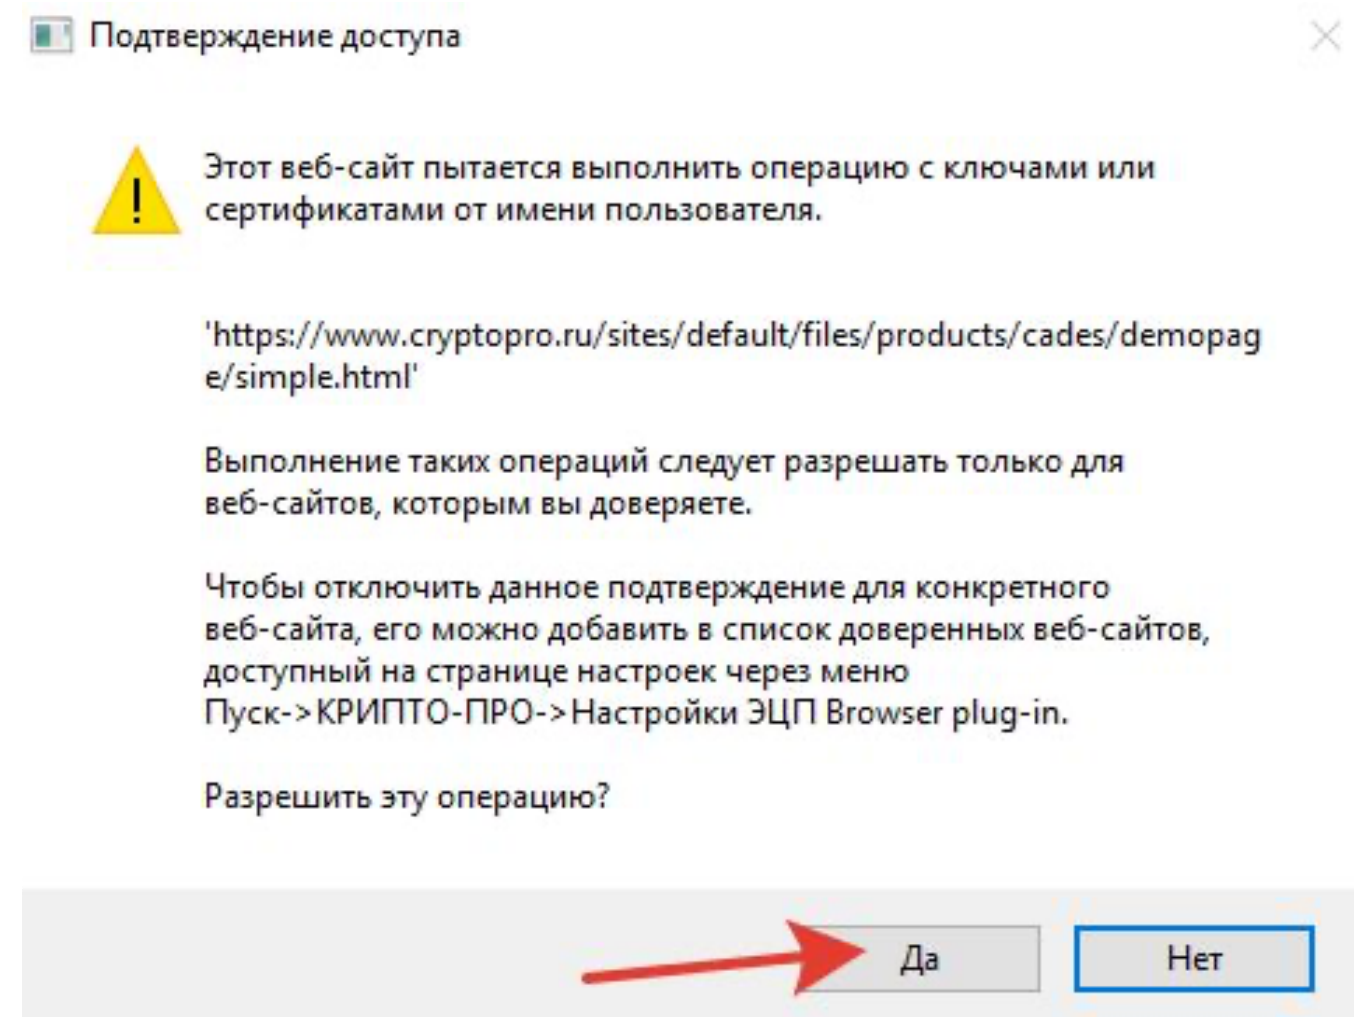 Подтверждение доступа
Этот веб-сайт пытается выполнить операцию с ключами или
сертификатами от имени пользователя.
'https://www.cryptopro.ru/sites/default/files/products/cades/demopag
e/simple.html'
Выполнение таких операций следует разрешать только для
веб-сайтов, которым вы доверяете.
Чтобы отключить данное подтверждение для конкретного
веб-сайта, его можно добавить в список доверенных веб-сайтов,
доступный на странице настроек через меню
Пуск->КРИПТО-ПРО->Настройки ЭЦП Browser plug-in.
Разрешить эту операцию?
Да Нет